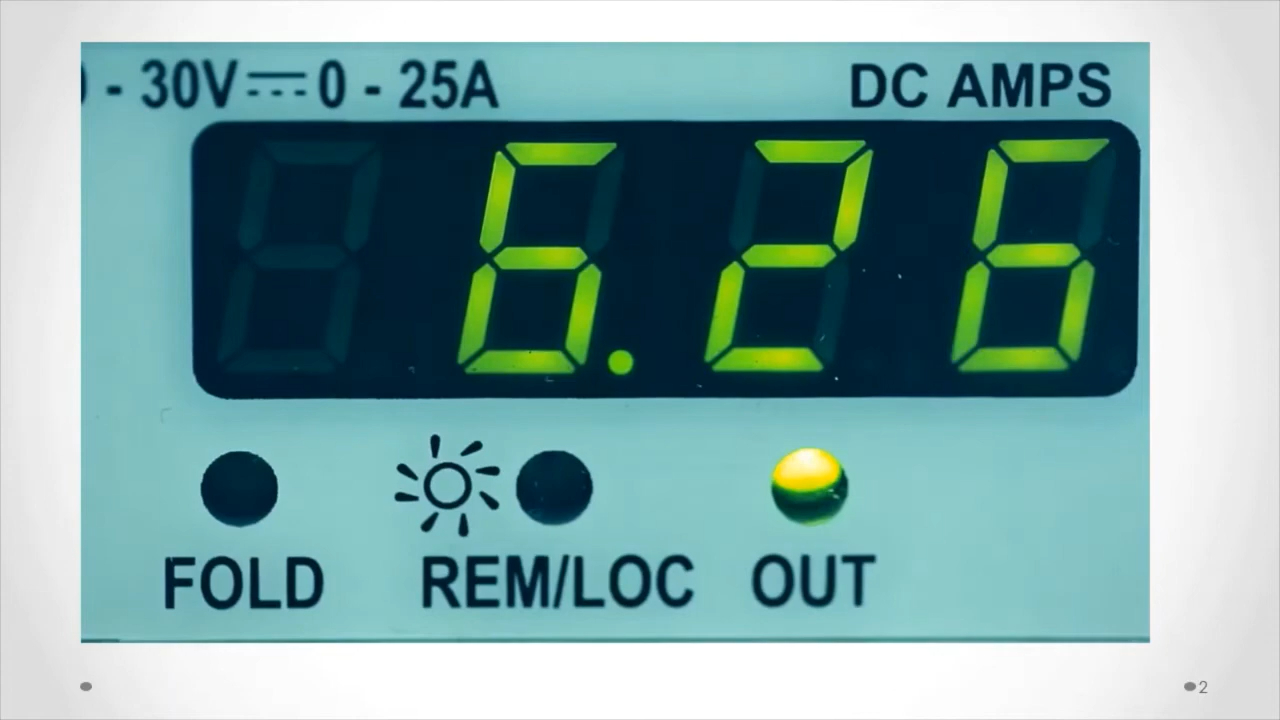 - 30V⎓0 - 25A
DC AMPS
6.26
FOLD
REM/LOC
OUT
2